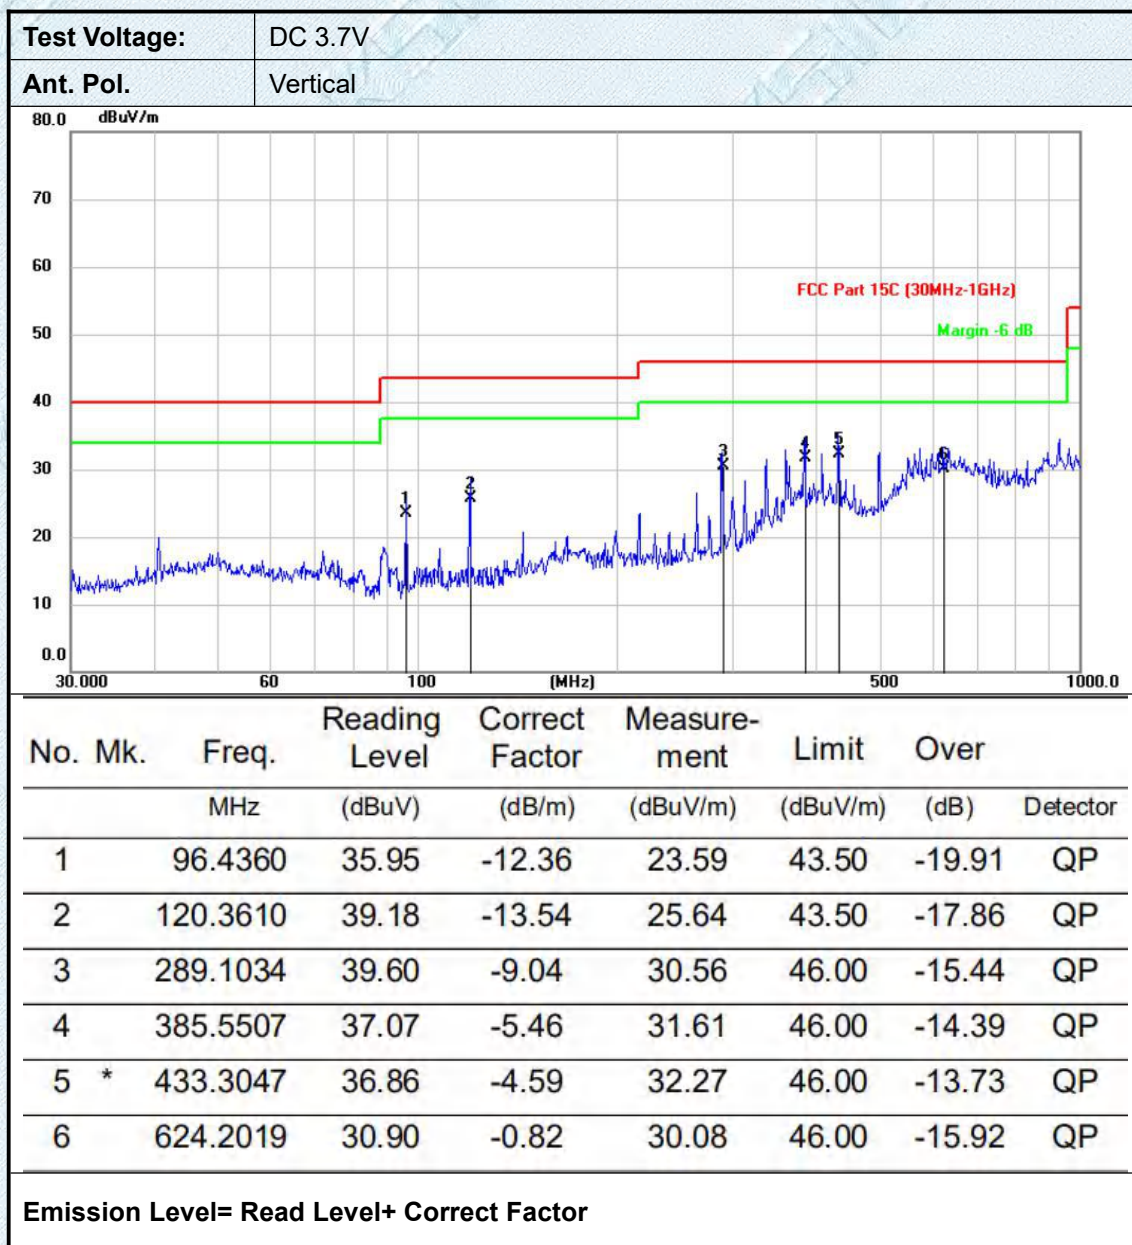 Test Voltage: DC 3.7V
Ant. Pol. Vertical
80.0 dBuV/m
70
60
FCC Part 15C (30MHz-1GHz)
50
Margin -6 dB
40
30
20
10
0.0
1 2 3 4 5 6
30.000 60 100 (MHz) 500 1000.0
No. Mk. Freq. Reading Level Correct Factor Measure-ment Limit Over
MHz (dBuV) (dB/m) (dBuV/m) (dBuV/m) (dB) Detector
1 96.4360 35.95 -12.36 23.59 43.50 -19.91 QP
2 120.3610 39.18 -13.54 25.64 43.50 -17.86 QP
3 289.1034 39.60 -9.04 30.56 46.00 -15.44 QP
4 385.5507 37.07 -5.46 31.61 46.00 -14.39 QP
5 * 433.3047 36.86 -4.59 32.27 46.00 -13.73 QP
6 624.2019 30.90 -0.82 30.08 46.00 -15.92 QP
Emission Level= Read Level+ Correct Factor